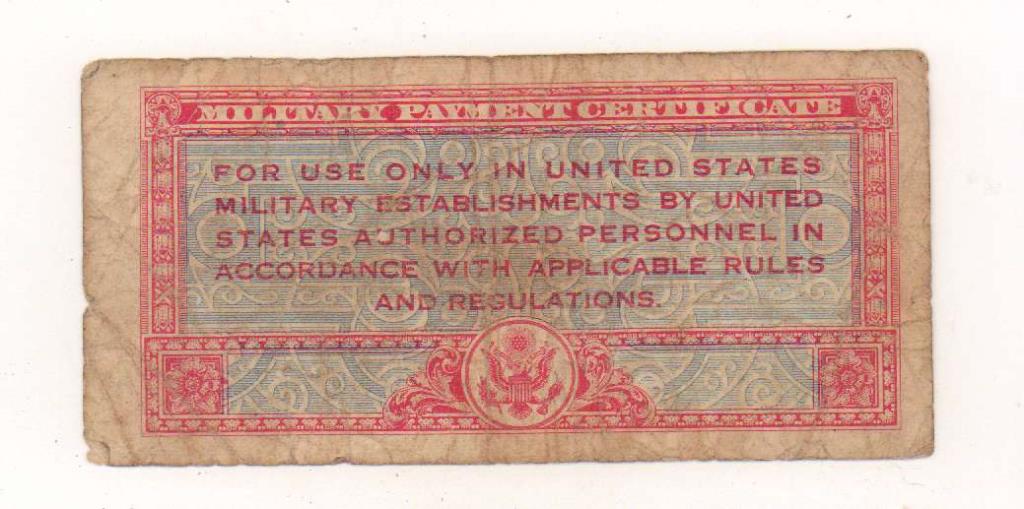 MILITARY PAYMENT CERTIFICATE
FOR USE ONLY IN UNITED STATES
MILITARY ESTABLISHMENTS BY UNITED
STATES AUTHORIZED PERSONNEL IN
ACCORDANCE WITH APPLICABLE RULES
AND REGULATIONS.